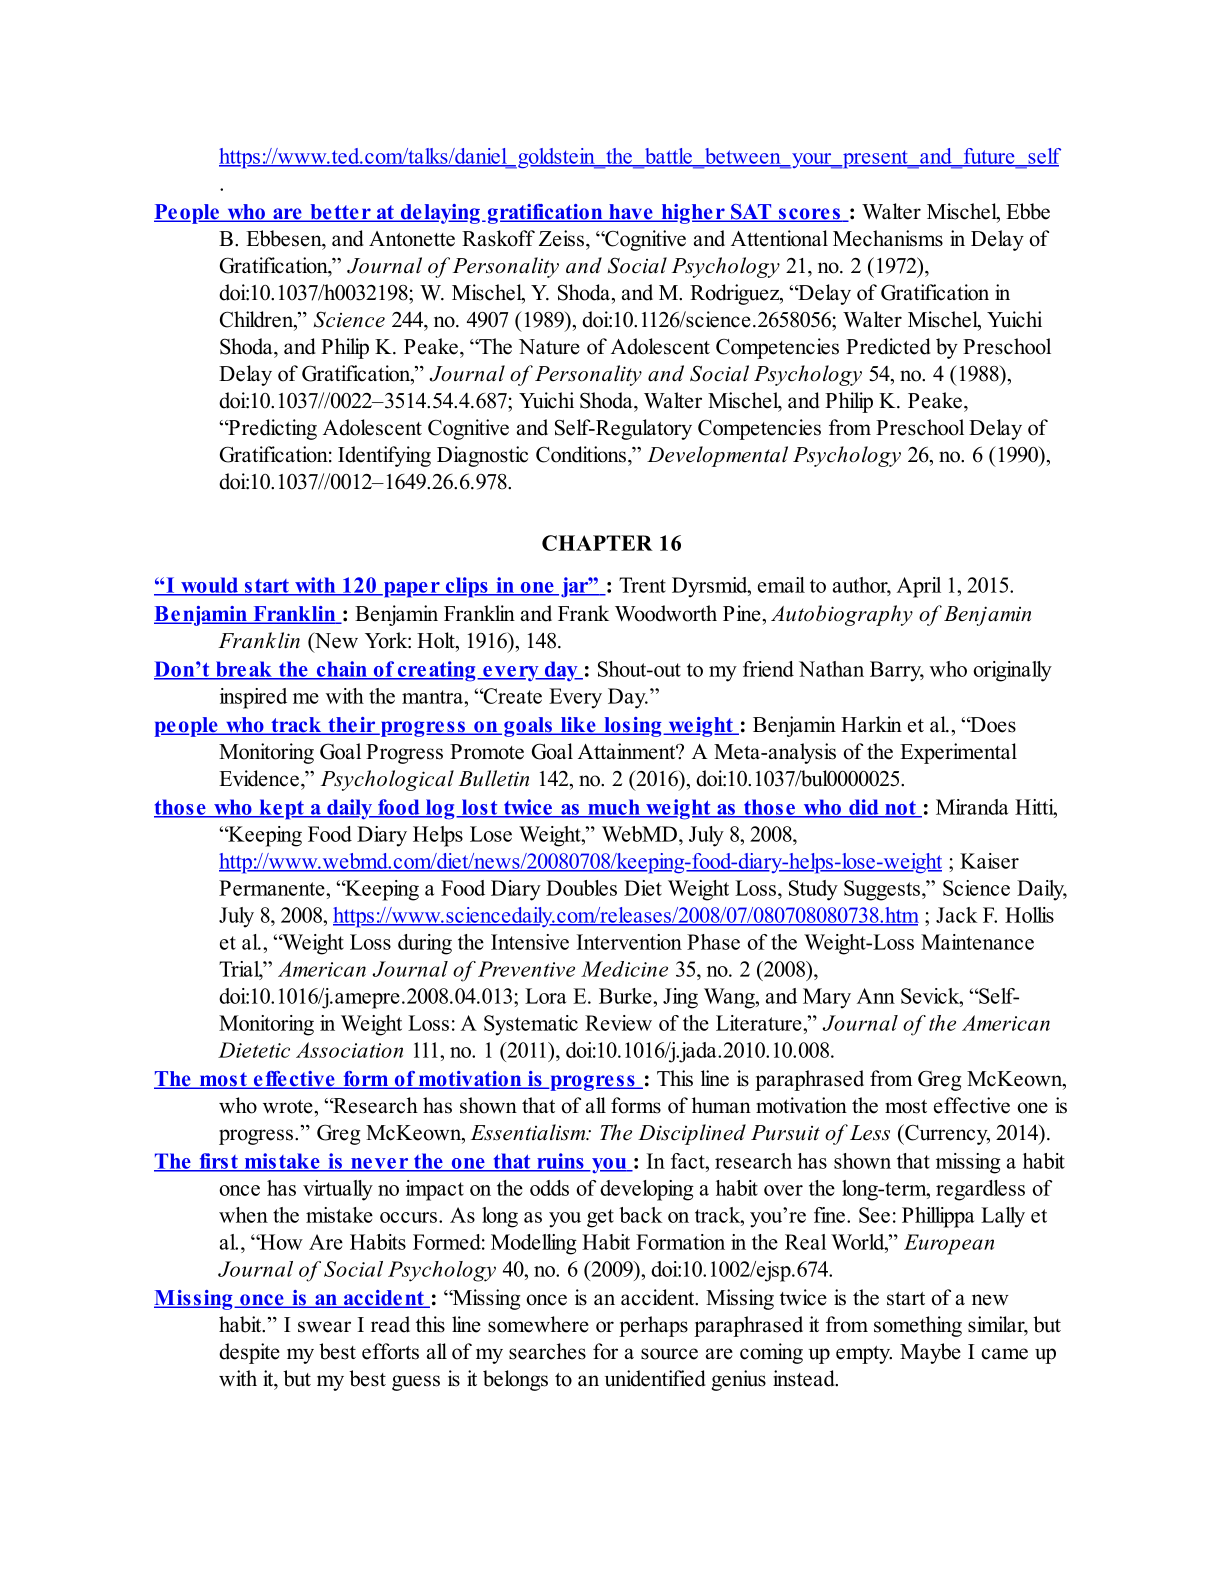 https://www.ted.com/talks/daniel_goldstein_the_battle_between_your_present_and_future_self
.
People who are better at delaying gratification have higher SAT scores : Walter Mischel, Ebbe
B. Ebbesen, and Antonette Raskoff Zeiss, “Cognitive and Attentional Mechanisms in Delay of
Gratification,” Journal of Personality and Social Psychology 21, no. 2 (1972),
doi:10.1037/h0032198; W. Mischel, Y. Shoda, and M. Rodriguez, “Delay of Gratification in
Children,” Science 244, no. 4907 (1989), doi:10.1126/science.2658056; Walter Mischel, Yuichi
Shoda, and Philip K. Peake, “The Nature of Adolescent Competencies Predicted by Preschool
Delay of Gratification,” Journal of Personality and Social Psychology 54, no. 4 (1988),
doi:10.1037//0022–3514.54.4.687; Yuichi Shoda, Walter Mischel, and Philip K. Peake,
“Predicting Adolescent Cognitive and Self-Regulatory Competencies from Preschool Delay of
Gratification: Identifying Diagnostic Conditions,” Developmental Psychology 26, no. 6 (1990),
doi:10.1037//0012–1649.26.6.978.
CHAPTER 16
“I would start with 120 paper clips in one jar” : Trent Dyrsmid, email to author, April 1, 2015.
Benjamin Franklin : Benjamin Franklin and Frank Woodworth Pine, Autobiography of Benjamin
Franklin (New York: Holt, 1916), 148.
Don’t break the chain of creating every day : Shout-out to my friend Nathan Barry, who originally
inspired me with the mantra, “Create Every Day.”
people who track their progress on goals like losing weight : Benjamin Harkin et al., “Does
Monitoring Goal Progress Promote Goal Attainment? A Meta-analysis of the Experimental
Evidence,” Psychological Bulletin 142, no. 2 (2016), doi:10.1037/bul0000025.
those who kept a daily food log lost twice as much weight as those who did not : Miranda Hitti,
“Keeping Food Diary Helps Lose Weight,” WebMD, July 8, 2008,
http://www.webmd.com/diet/news/20080708/keeping-food-diary-helps-lose-weight ; Kaiser
Permanente, “Keeping a Food Diary Doubles Diet Weight Loss, Study Suggests,” Science Daily,
July 8, 2008, https://www.sciencedaily.com/releases/2008/07/080708080738.htm ; Jack F. Hollis
et al., “Weight Loss during the Intensive Intervention Phase of the Weight-Loss Maintenance
Trial,” American Journal of Preventive Medicine 35, no. 2 (2008),
doi:10.1016/j.amepre.2008.04.013; Lora E. Burke, Jing Wang, and Mary Ann Sevick, “Self-
Monitoring in Weight Loss: A Systematic Review of the Literature,” Journal of the American
Dietetic Association 111, no. 1 (2011), doi:10.1016/j.jada.2010.10.008.
The most effective form of motivation is progress : This line is paraphrased from Greg McKeown,
who wrote, “Research has shown that of all forms of human motivation the most effective one is
progress.” Greg McKeown, Essentialism: The Disciplined Pursuit of Less (Currency, 2014).
The first mistake is never the one that ruins you : In fact, research has shown that missing a habit
once has virtually no impact on the odds of developing a habit over the long-term, regardless of
when the mistake occurs. As long as you get back on track, you’re fine. See: Phillippa Lally et
al., “How Are Habits Formed: Modelling Habit Formation in the Real World,” European
Journal of Social Psychology 40, no. 6 (2009), doi:10.1002/ejsp.674.
Missing once is an accident : “Missing once is an accident. Missing twice is the start of a new
habit.” I swear I read this line somewhere or perhaps paraphrased it from something similar, but
despite my best efforts all of my searches for a source are coming up empty. Maybe I came up
with it, but my best guess is it belongs to an unidentified genius instead.